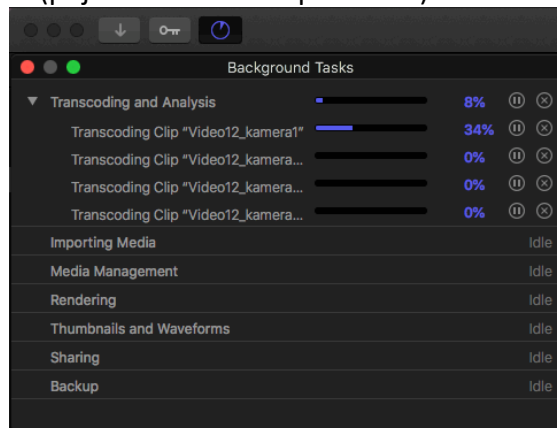 Background Tasks
Transcoding and Analysis 8%
Transcoding Clip “Video12_kamera1” 34%
Transcoding Clip “Video12_kamera... 0%
Transcoding Clip “Video12_kamera... 0%
Transcoding Clip “Video12_kamera... 0%
Importing Media Idle
Media Management Idle
Rendering Idle
Thumbnails and Waveforms Idle
Sharing Idle
Backup Idle